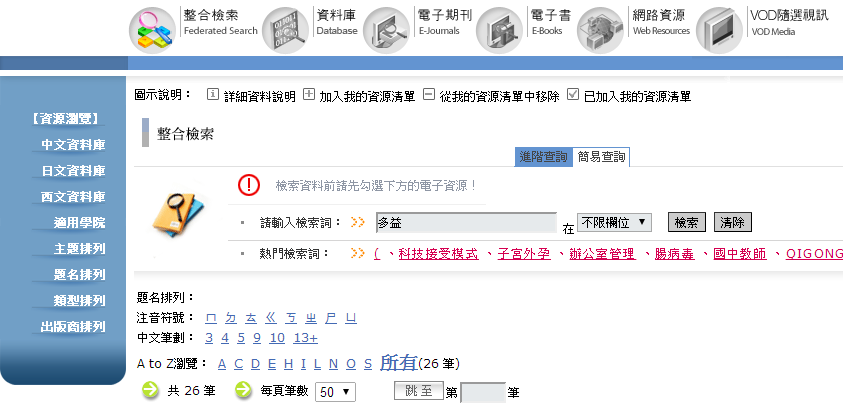 整合檢索 資料庫 電子期刊 電子書 網路資源 VOD隨選視訊
Federated Search Database E-Journals E-Books Web Resources VOD Media
圖示說明： 詳細資料說明 加入我的資源清單 從我的資源清單中移除 已加入我的資源清單
【資源瀏覽】
中文資料庫
日文資料庫
西文資料庫
適用學院
主題排列
題名排列
類型排列
出版商排列
整合檢索
進階查詢 簡易查詢
檢索資料前請先勾選下方的電子資源！
請輸入檢索詞： 多益 在 不限欄位 檢索 清除
熱門檢索詞： ( 、科技接受模式 、子宮外孕 、辦公室管理 、腸病毒 、國中教師 、QIGONG
題名排列：
注音符號： ㄇ ㄉ ㄊ ㄍ ㄎ ㄓ ㄕ ㄩ
中文筆劃： 3 4 5 9 10 13+
A to Z瀏覽： A C D E H I L N O S 所有(26 筆)
共 26 筆 每頁筆數 50 跳 至 第 筆